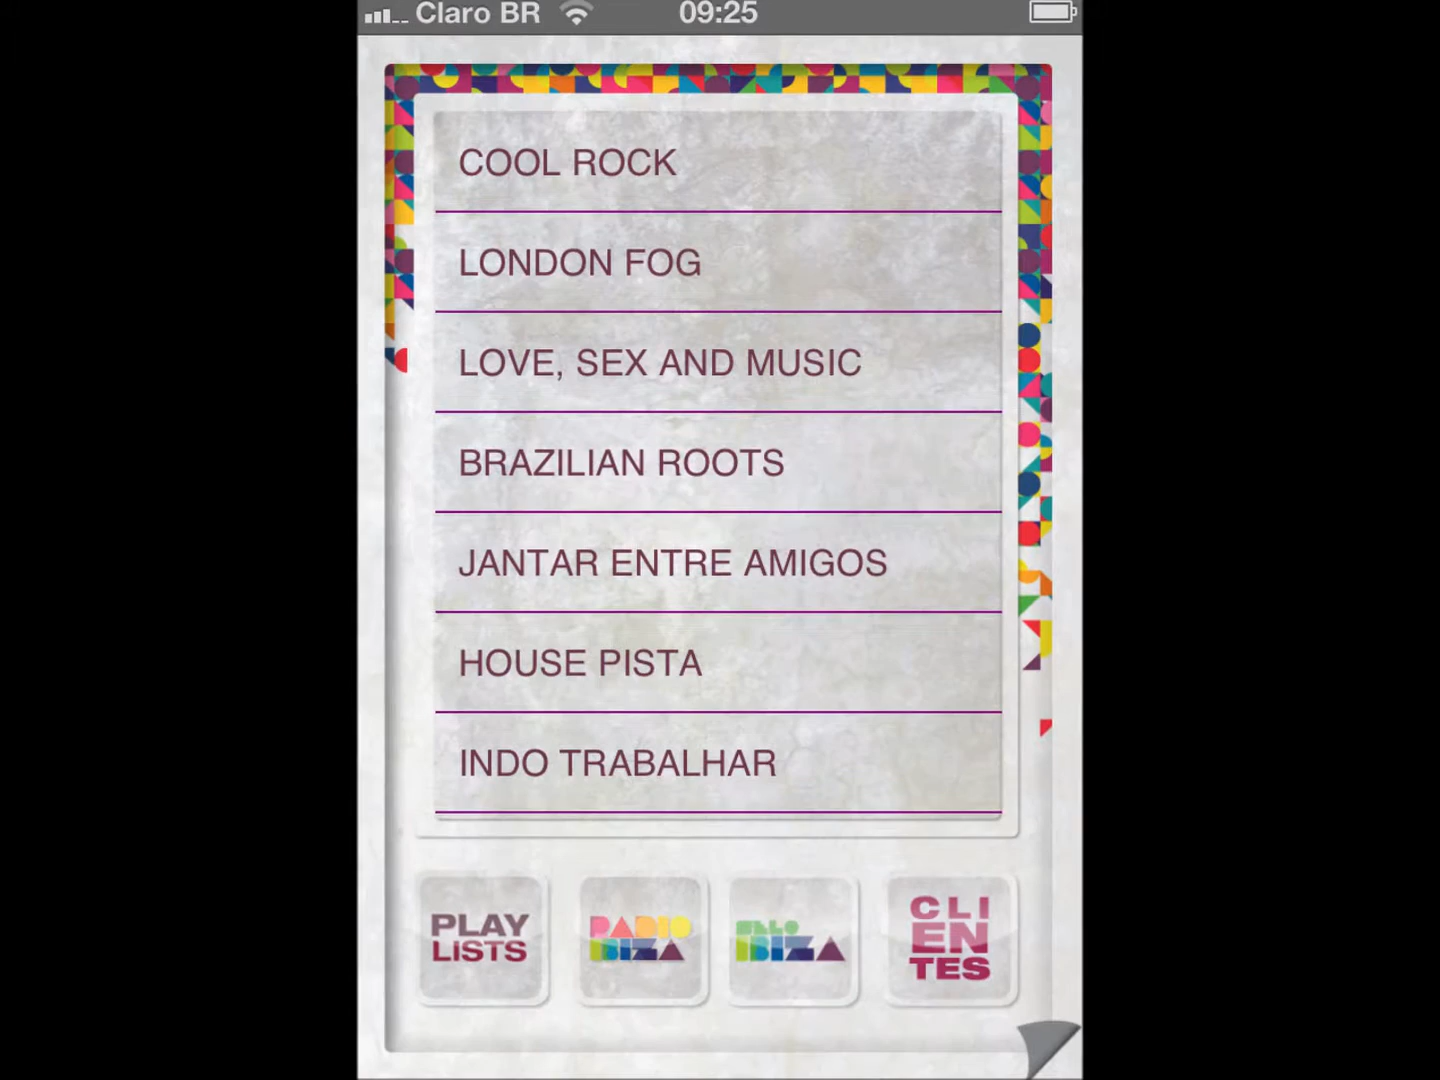 Claro BR 09:25
COOL ROCK
LONDON FOG
LOVE, SEX AND MUSIC
BRAZILIAN ROOTS
JANTAR ENTRE AMIGOS
HOUSE PISTA
INDO TRABALHAR
PLAY
LISTS
RADIO
IBIZA
HELLO
IBIZA
CLI
EN
TES